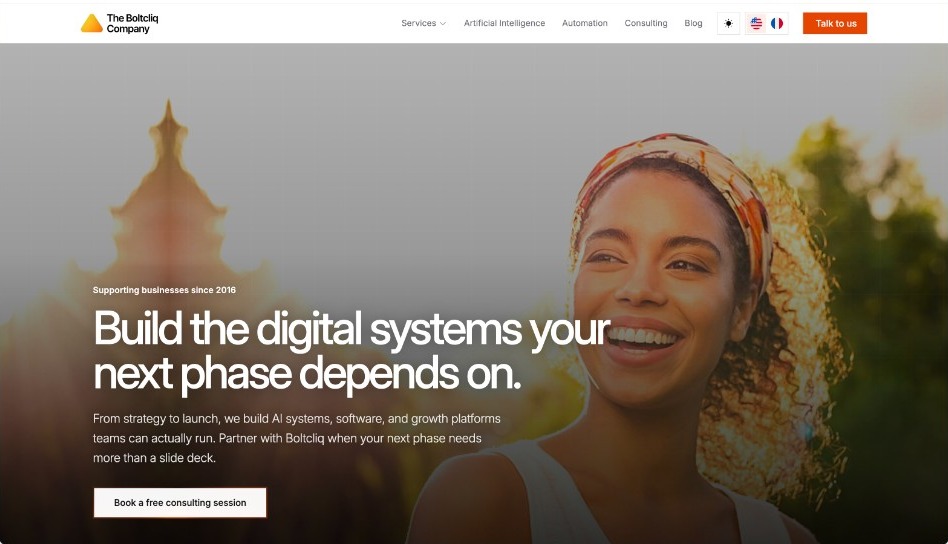 The Boltcliq
Company
Services
Artificial Intelligence
Automation
Consulting
Blog
Talk to us
Supporting businesses since 2016
Build the digital systems your
next phase depends on.
From strategy to launch, we build AI systems, software, and growth platforms
teams can actually run. Partner with Boltcliq when your next phase needs
more than a slide deck.
Book a free consulting session